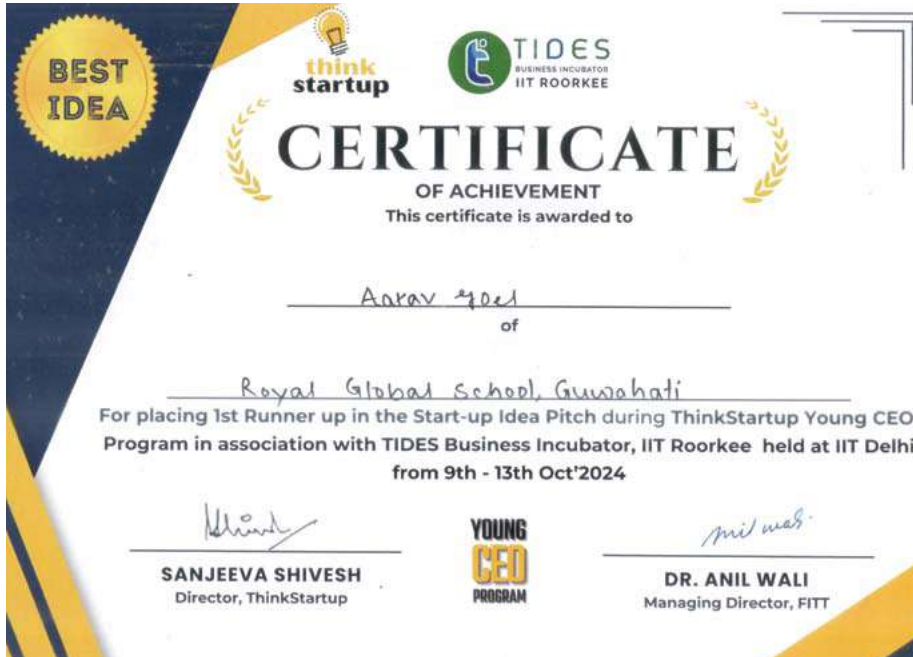 BEST
IDEA
think
startup
TIDES
BUSINESS INCUBATOR
IIT ROORKEE
CERTIFICATE
OF ACHIEVEMENT
This certificate is awarded to
Aarav Goel
of
Royal Global School, Guwahati
For placing 1st Runner up in the Start-up Idea Pitch during ThinkStartup Young CEO
Program in association with TIDES Business Incubator, IIT Roorkee held at IIT Delhi
from 9th - 13th Oct'2024
YOUNG
CEO
PROGRAM
SANJEEVA SHIVESH
Director, ThinkStartup
DR. ANIL WALI
Managing Director, FITT